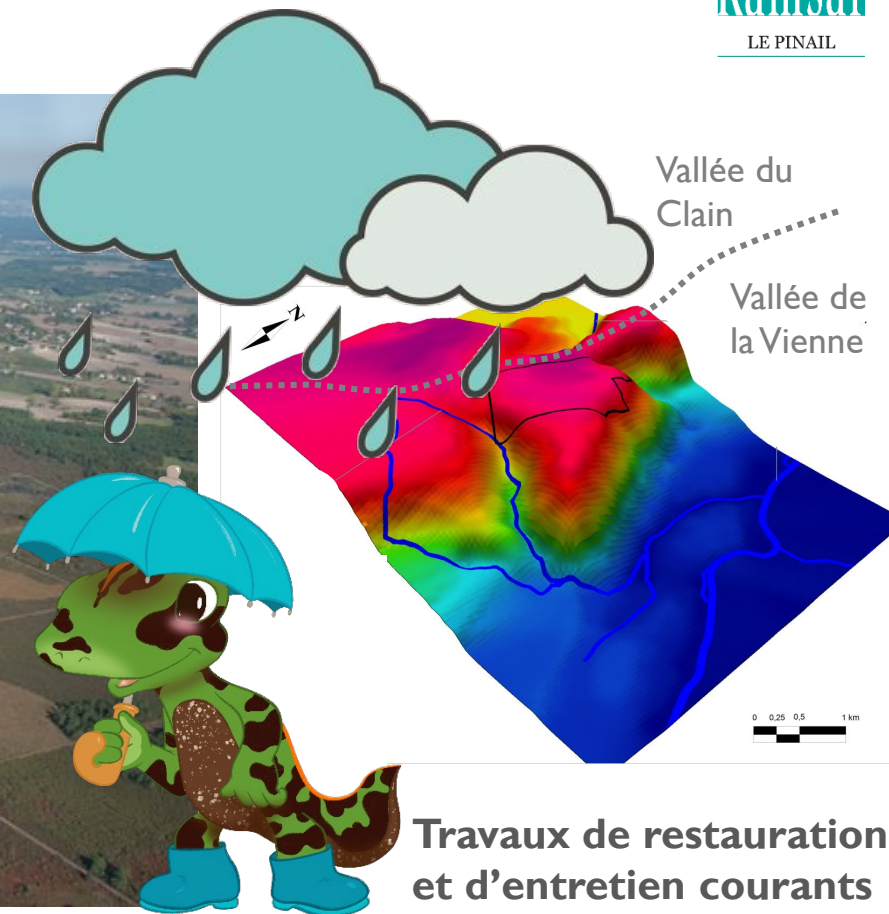 Ramsar
LE PINAIL
Vallée du
Clain
Vallée de
la Vienne
N
0 0,25 0,5 1 km
Travaux de restauration
et d’entretien courants